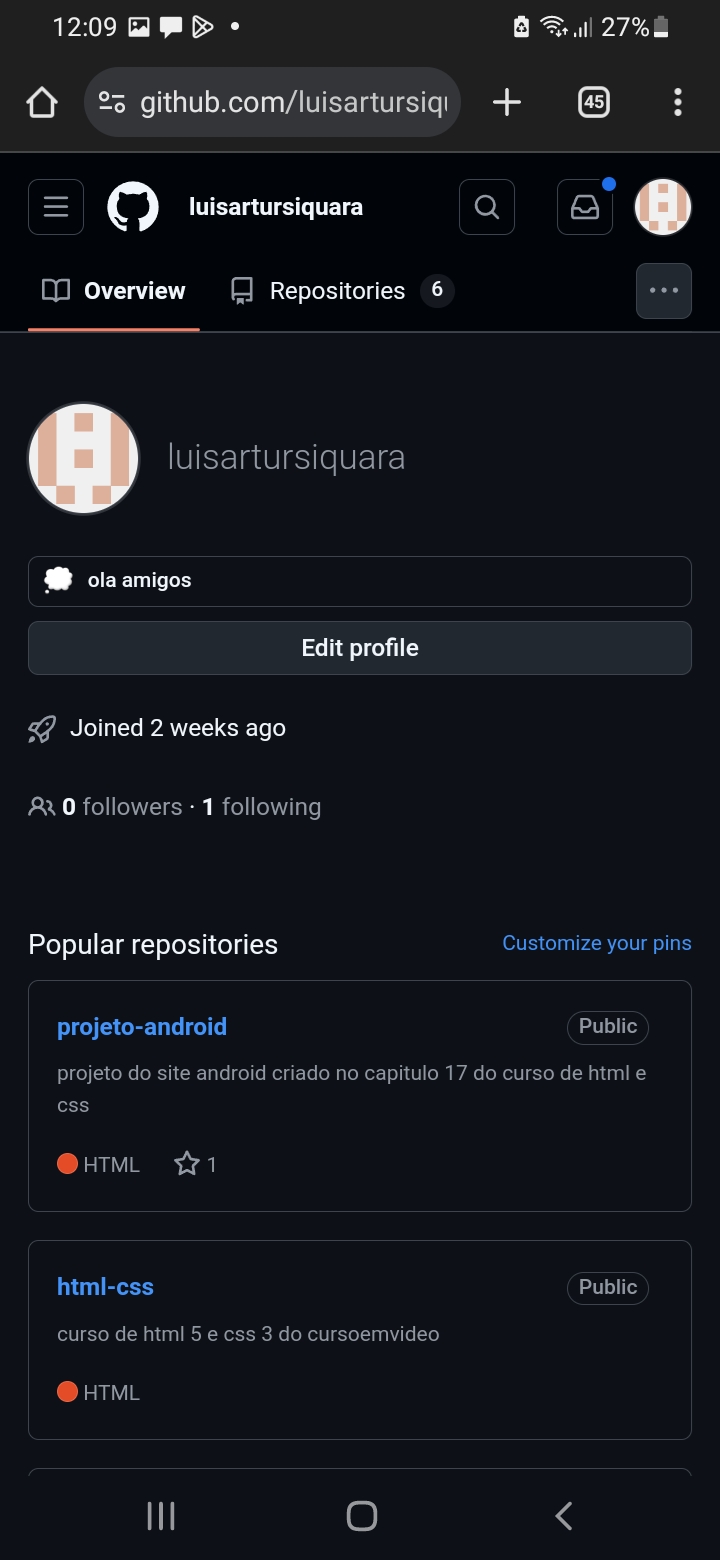 12:09 27%
github.com/luisartursiqu
45
luisartursiquara
Overview Repositories 6
luisartursiquara
ola amigos
Edit profile
Joined 2 weeks ago
0 followers · 1 following
Popular repositories Customize your pins
projeto-android Public
projeto do site android criado no capitulo 17 do curso de html e
css
HTML 1
html-css Public
curso de html 5 e css 3 do cursoemvideo
HTML